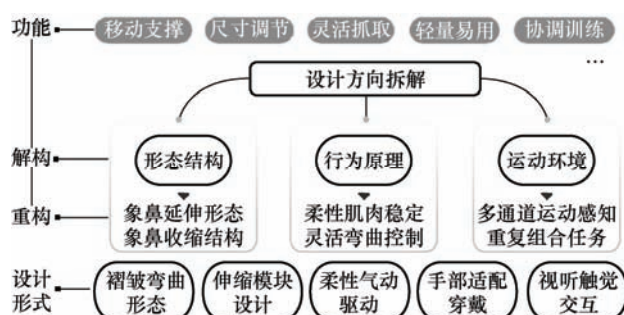 功能 移动支撑 尺寸调节 灵活抓取 轻量易用 协调训练
…
设计方向拆解
解构 形态结构 行为原理 运动环境
重构 象鼻延伸形态 柔性肌肉稳定 多通道运动感知
象鼻收缩结构 灵活弯曲控制 重复组合任务
设计 褶皱弯曲 伸缩模块 柔性气动 手部适配 视听触觉
形式 形态 设计 驱动 穿戴 交互